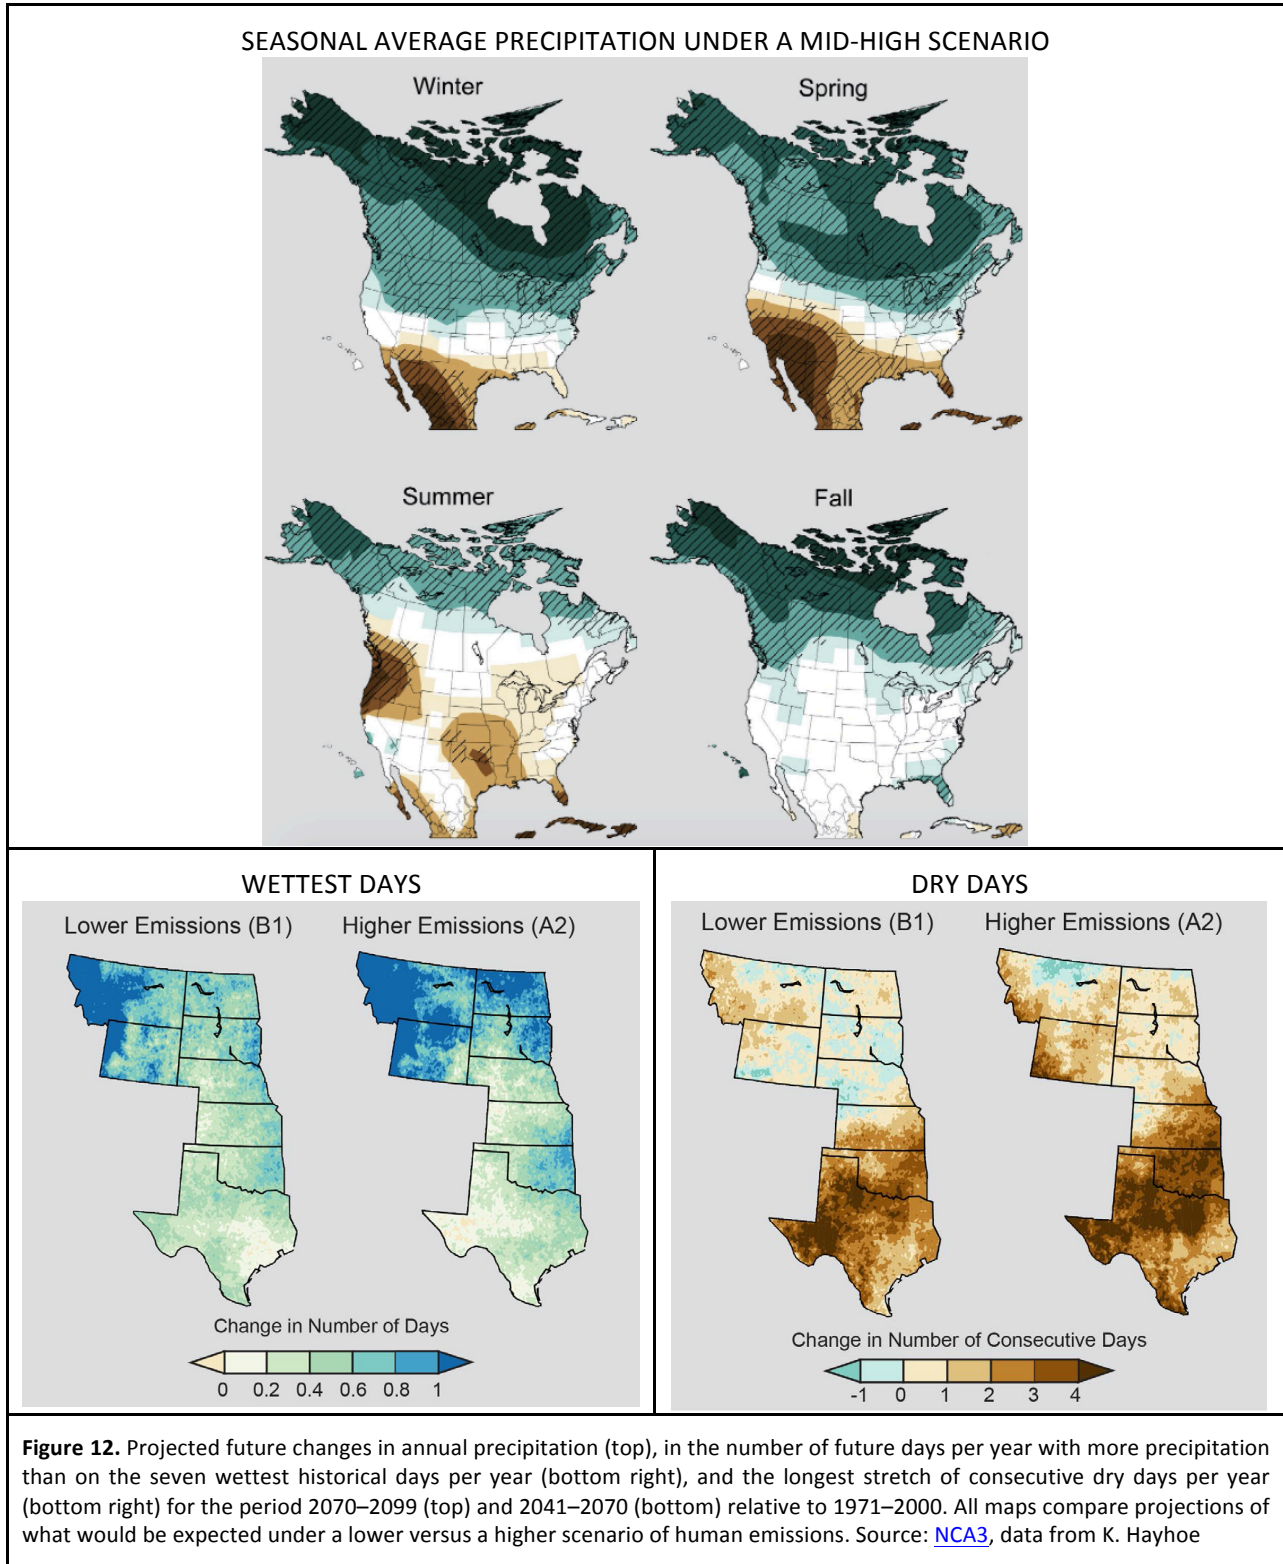 SEASONAL AVERAGE PRECIPITATION UNDER A MID-HIGH SCENARIO
Winter
Spring
Summer
Fall
WETTEST DAYS
Lower Emissions (B1)
Higher Emissions (A2)
Change in Number of Days
0 0.2 0.4 0.6 0.8 1
DRY DAYS
Lower Emissions (B1)
Higher Emissions (A2)
Change in Number of Consecutive Days
-1 0 1 2 3 4
Figure 12. Projected future changes in annual precipitation (top), in the number of future days per year with more precipitation
than on the seven wettest historical days per year (bottom right), and the longest stretch of consecutive dry days per year
(bottom right) for the period 2070–2099 (top) and 2041–2070 (bottom) relative to 1971–2000. All maps compare projections of
what would be expected under a lower versus a higher scenario of human emissions. Source: NCA3, data from K. Hayhoe